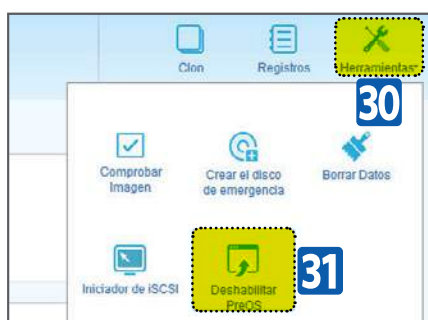 Clon Registros Herramientas
30
Comprobar Imagen
Crear el disco de emergencia
Borrar Datos
Iniciador de iSCSI
Deshabilitar PreOS
31